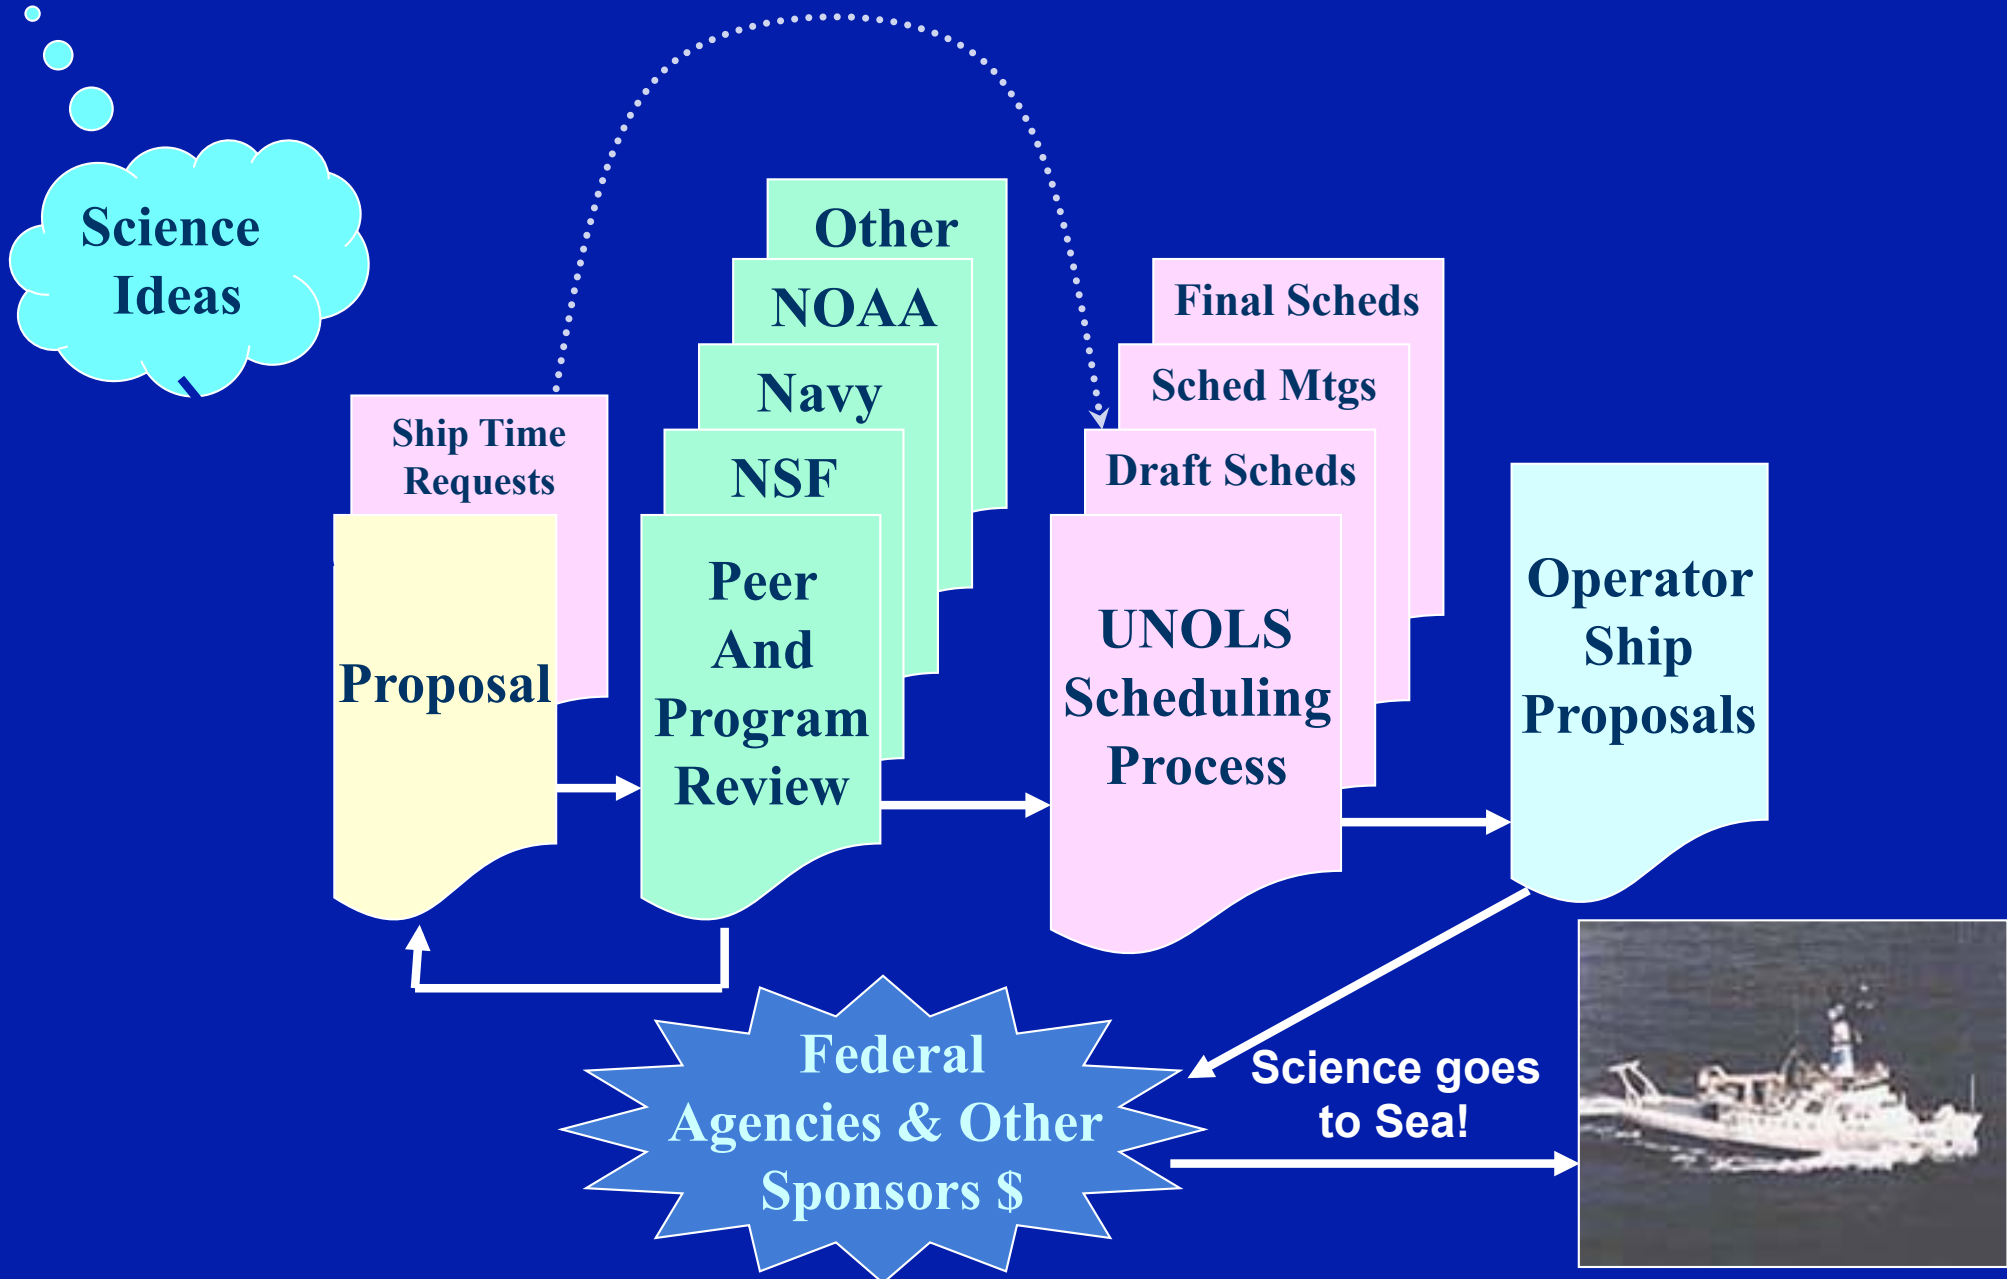 Science
Ideas
Ship Time
Requests
Proposal
Other
NOAA
Navy
NSF
Peer
And
Program
Review
Final Scheds
Sched Mtgs
Draft Scheds
UNOLS
Scheduling
Process
Operator
Ship
Proposals
Federal
Agencies & Other
Sponsors $
Science goes
to Sea!